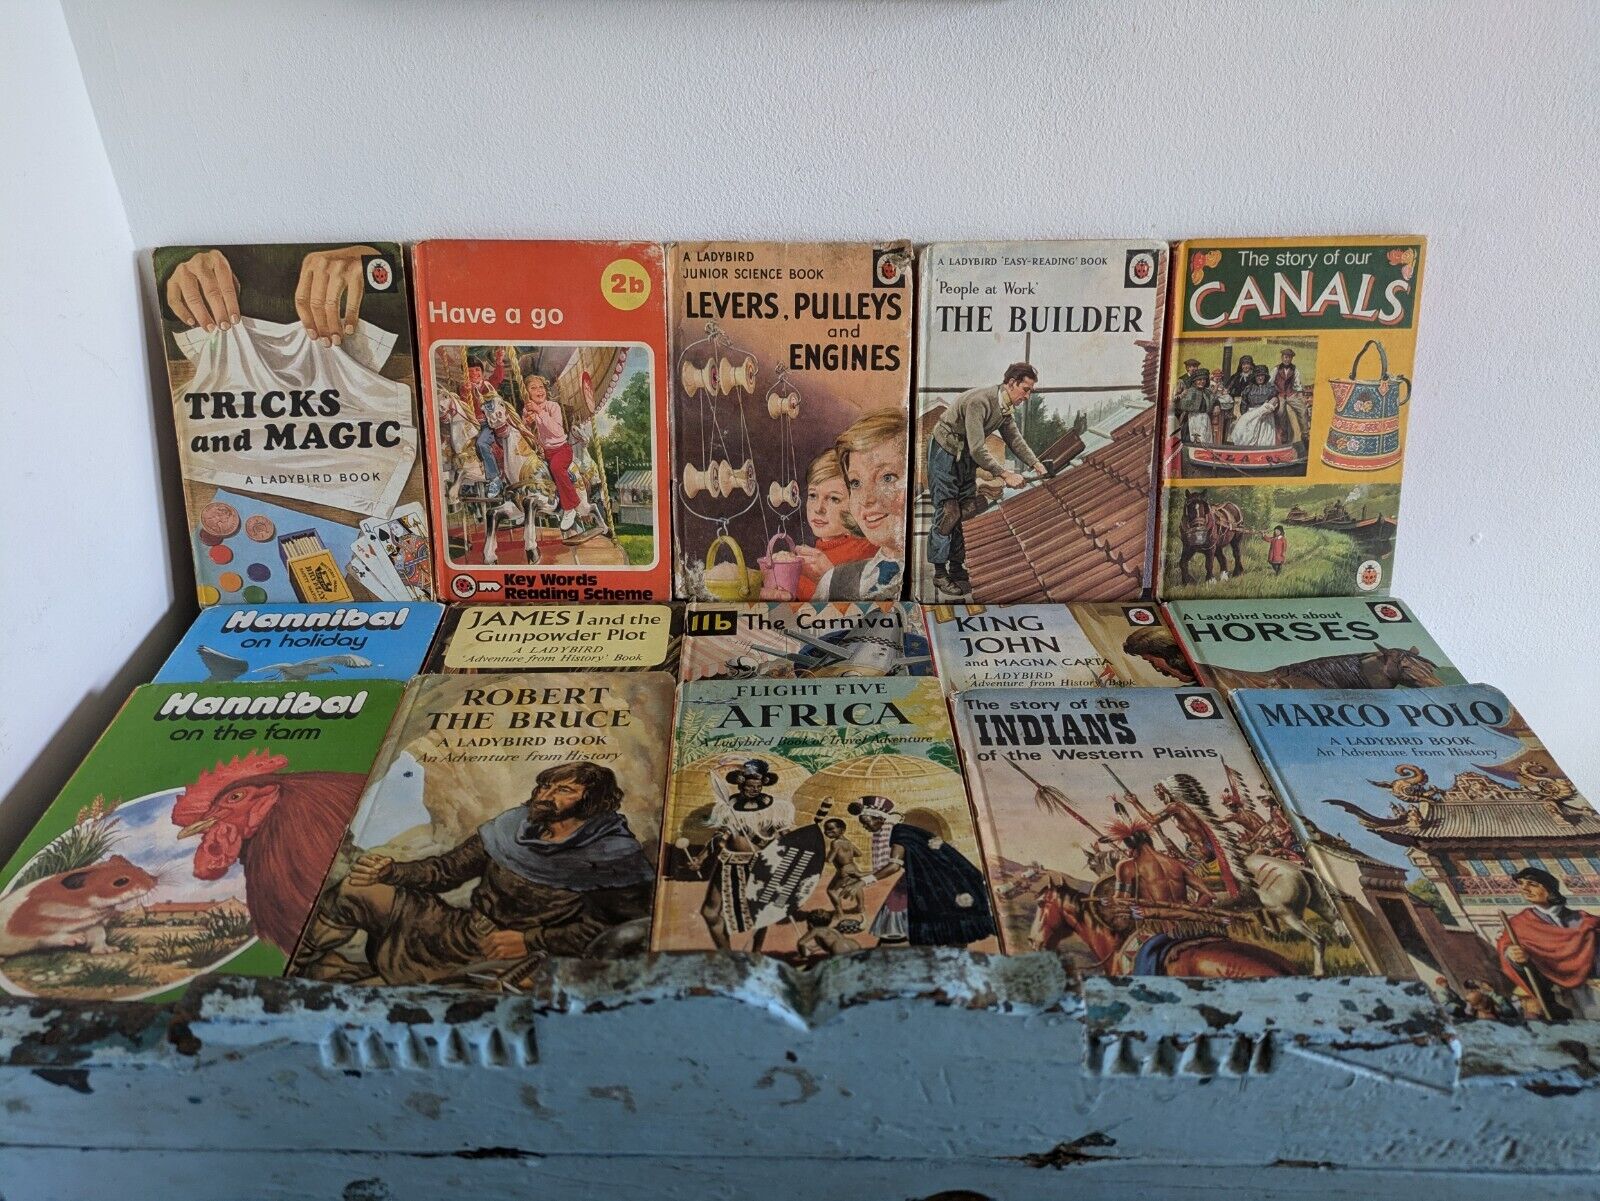 TRICKS
and MAGIC
A LADYBIRD BOOK
2b
Have a go
Key Words
Reading Scheme
A LADYBIRD
JUNIOR SCIENCE BOOK
LEVERS, PULLEYS
and
ENGINES
A LADYBIRD 'EASY-READING' BOOK
'People at Work'
THE BUILDER
The story of our
CANALS
Hannibal
on holiday
JAMES I and the
Gunpowder Plot
A LADYBIRD
'Adventure from History' Book
11b The Carnival
KING
JOHN
and MAGNA CARTA
A LADYBIRD
'Adventure from History' Book
A Ladybird book about
HORSES
Hannibal
on the farm
ROBERT
THE BRUCE
A LADYBIRD BOOK
An Adventure from History
FLIGHT FIVE
AFRICA
A Ladybird Book of Travel Adventure
The story of the
INDIANS
of the Western Plains
MARCO POLO
A LADYBIRD BOOK
An Adventure from History